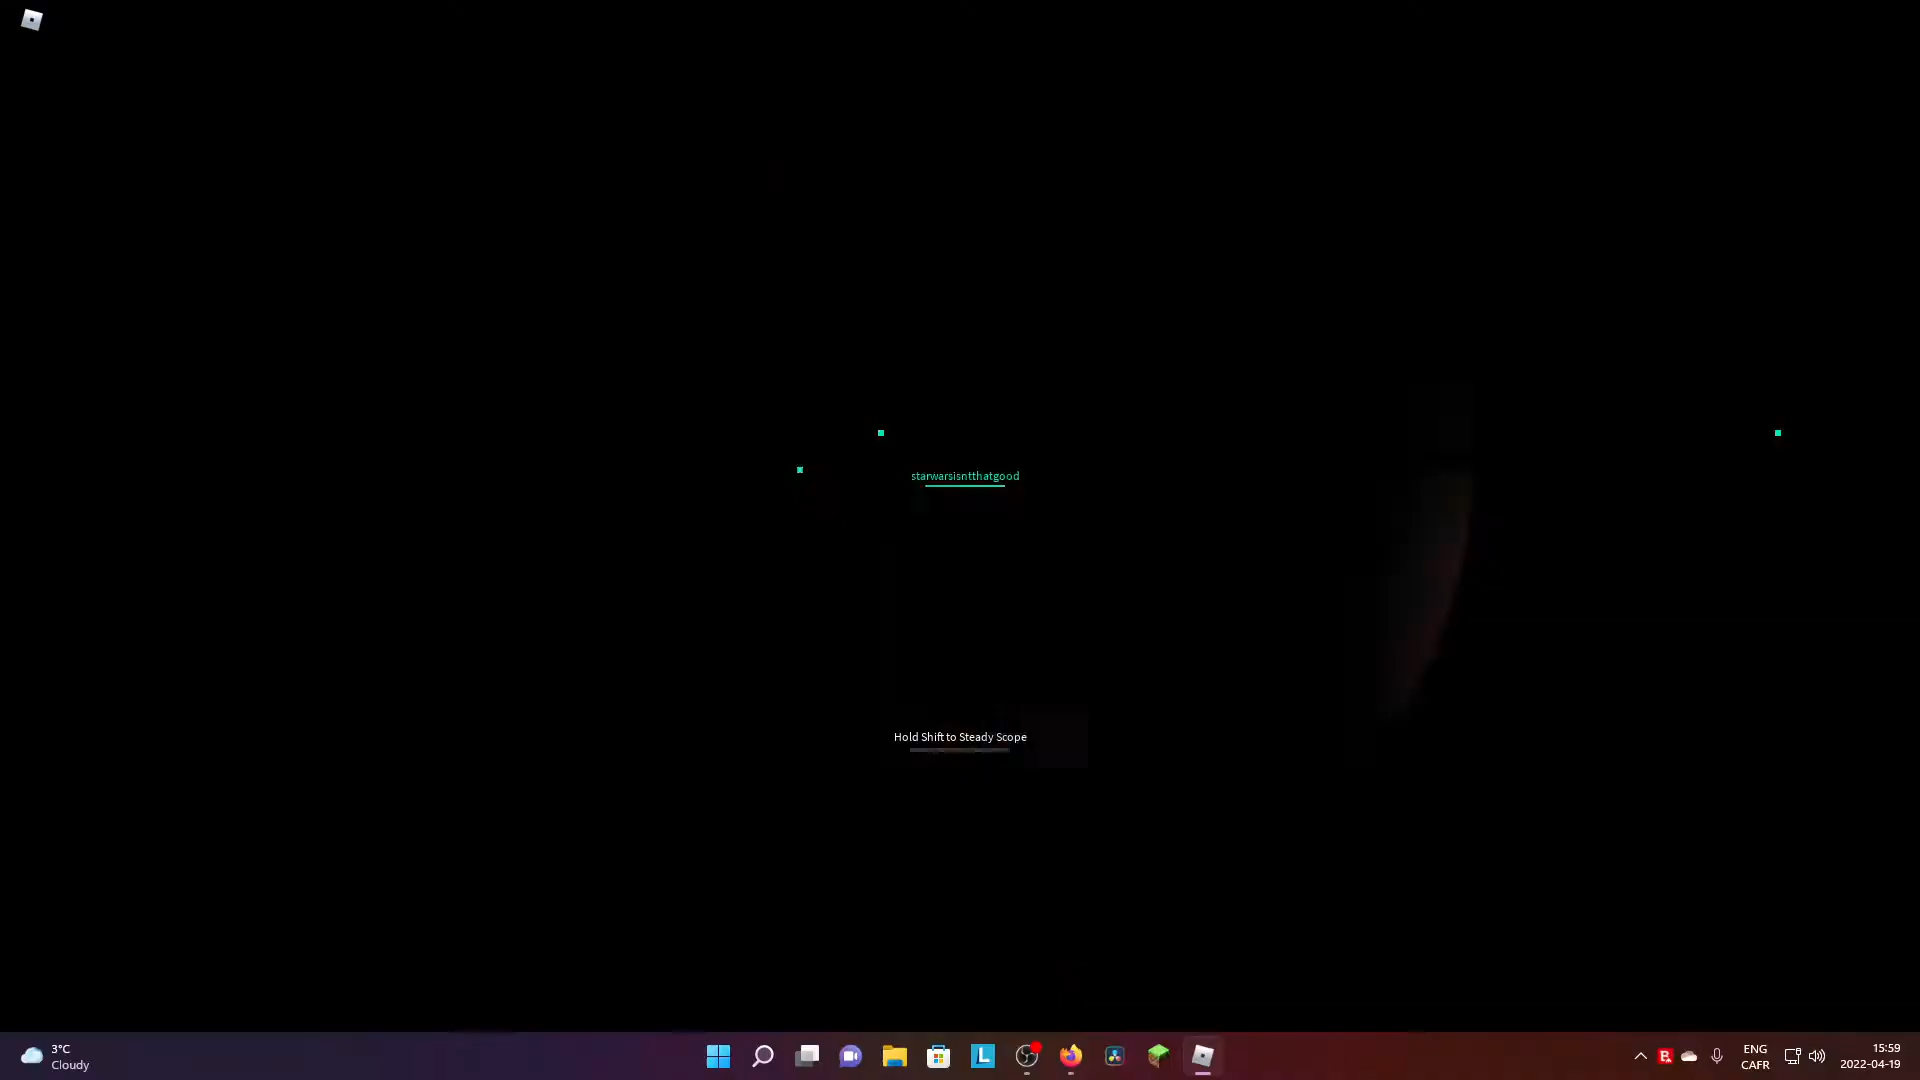 starwarsisntthatgood
Hold Shift to Steady Scope
3°C
Cloudy
L
B
ENG
CAFR
15:59
2022-04-19